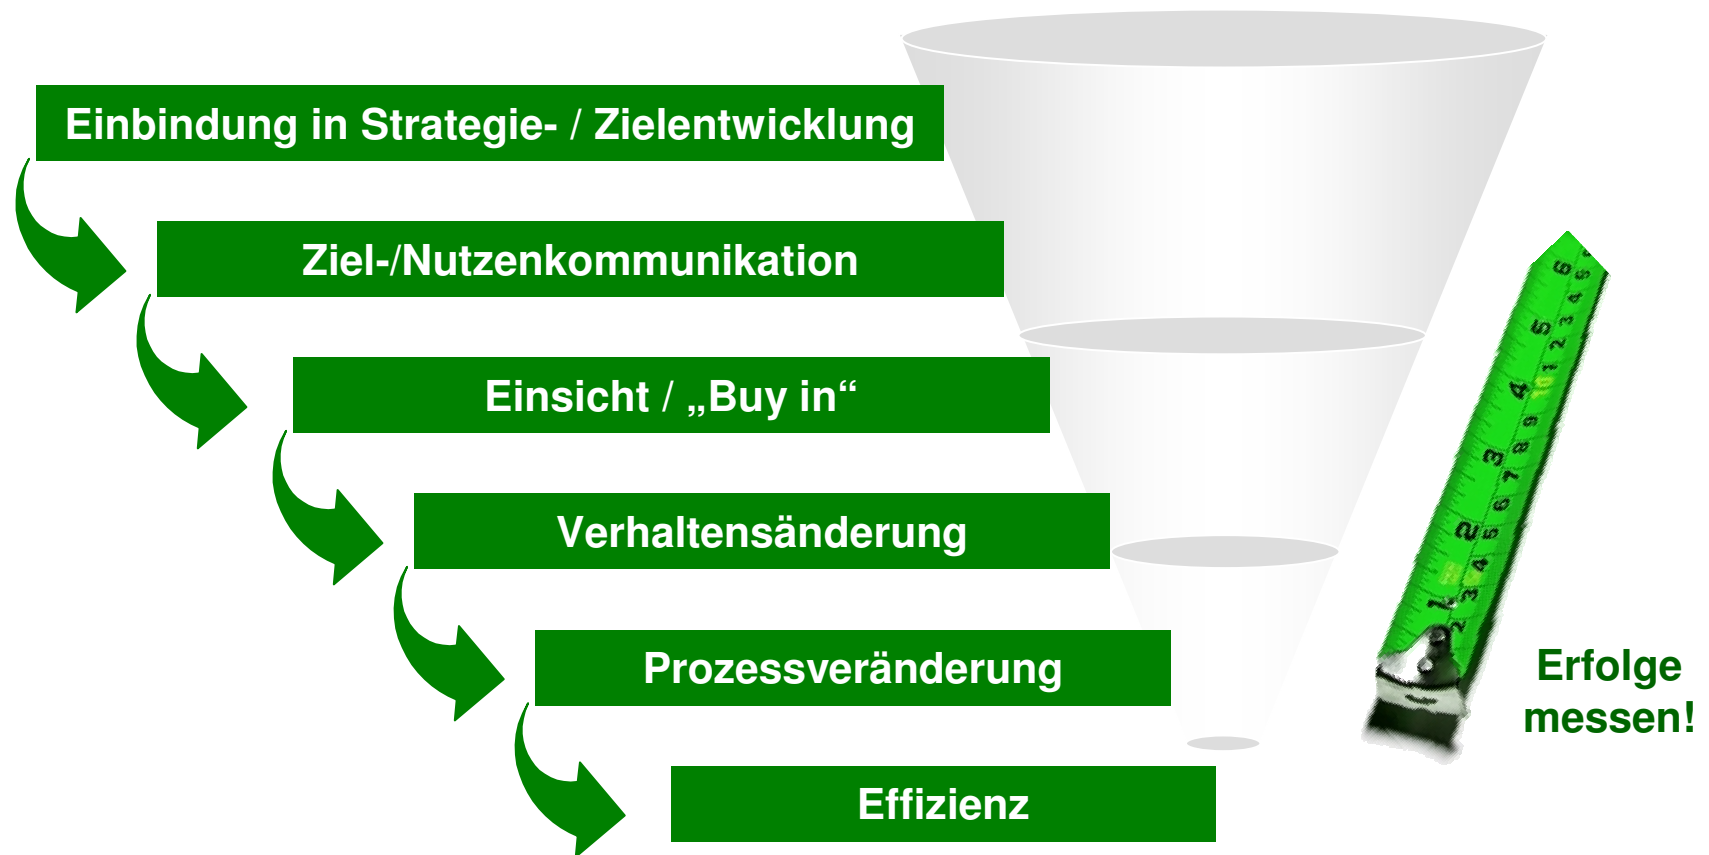 Einbindung in Strategie- / Zielentwicklung
Ziel-/Nutzenkommunikation
Einsicht / „Buy in“
Verhaltensänderung
Prozessveränderung
Effizienz
Erfolge
messen!